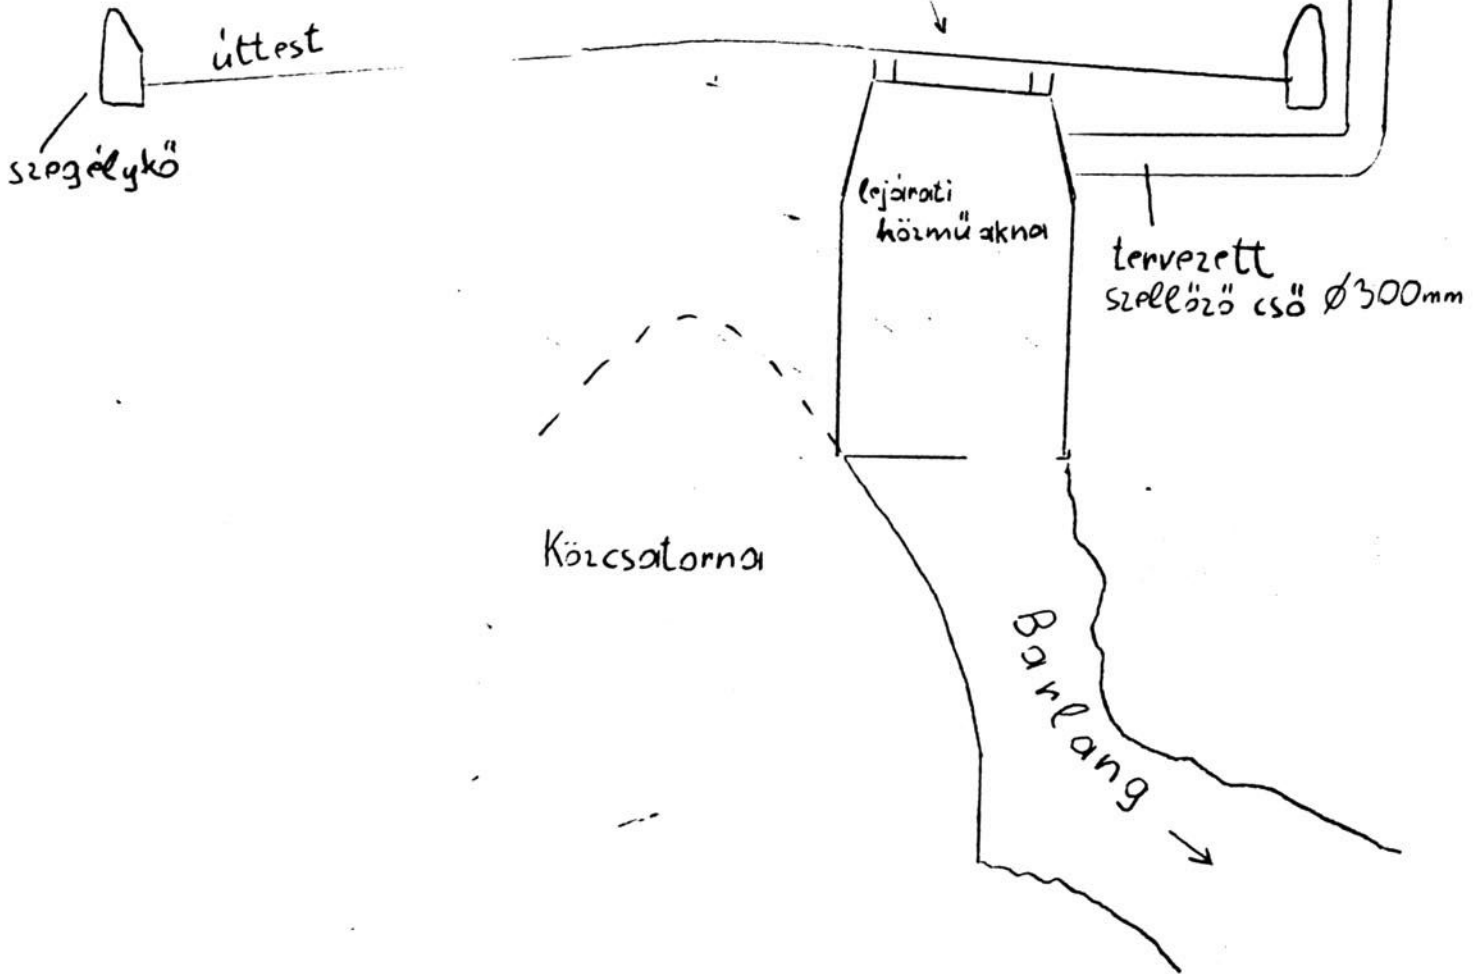 úttest
szegélykő
lejárati
közmű akna
tervezett
szellőző cső Ø300mm
Közcsatorna
Barlang